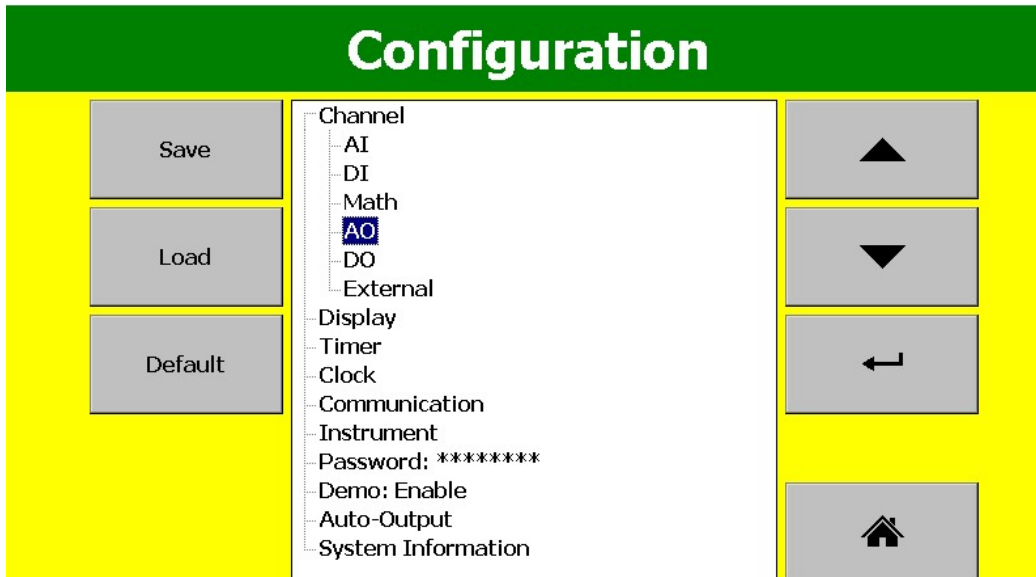 Configuration
Save
Load
Default
Channel
AI
DI
Math
AO
DO
External
Display
Timer
Clock
Communication
Instrument
Password: ********
Demo: Enable
Auto-Output
System Information